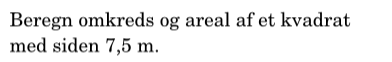 Beregn omkreds og areal af et kvadrat
med siden 7,5 m.